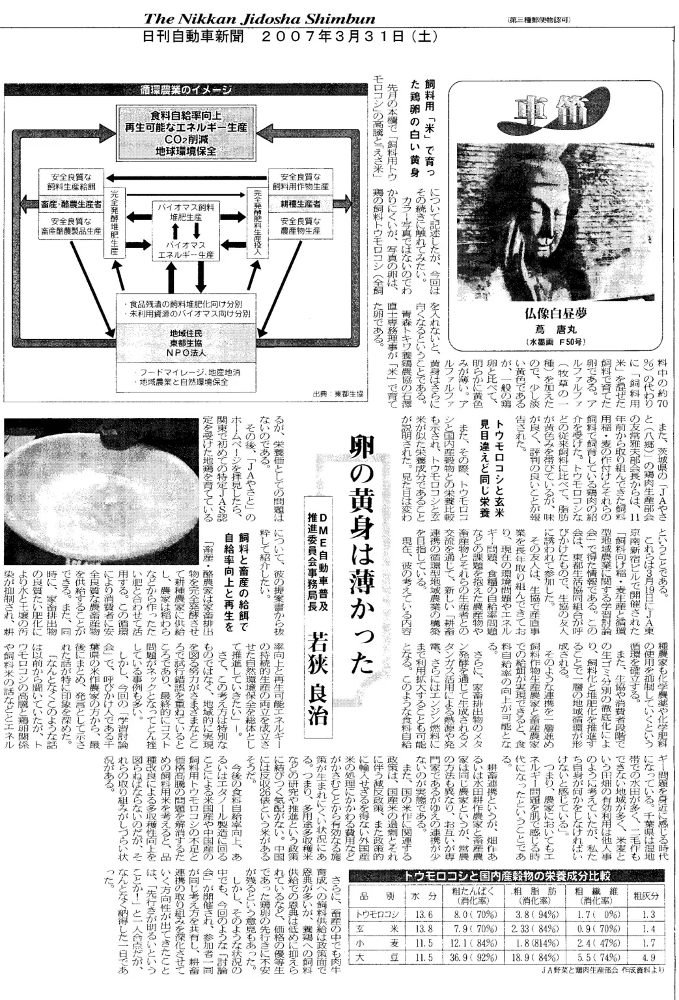 The Nikkan Jidosha Shimbun
（第三種郵便物認可）
日刊自動車新聞　２００７年３月３１日（土）
車笛
仏像白昼夢
蔦　唐丸
（水墨画　Ｆ50号）
循環農業のイメージ
食料自給率向上
再生可能なエネルギー生産
CO2削減
地球環境保全
安全良質な
飼料生産給餌
畜産・酪農生産者
安全良質な
畜産酪農製品生産
完全発酵堆肥生産
バイオマス飼料
堆肥生産
バイオマス
エネルギー生産
完全発酵肥料生産投入
安全良質な
飼料用作物生産
耕種生産者
安全良質な
農産物生産
・食品残渣の飼料堆肥化向け分別
・未利用資源のバイオマス向け分別
地域住民
東都生協
ＮＰＯ法人
・フードマイレージ、地産地消
・地域農業と自然環境保全
出典：東都生協
卵の黄身は薄かった
ＤＭＥ自動車普及
推進委員会事務局長
若狭　良治
飼料用「米」で育っ
た鶏卵の白い黄身
先月の本欄で「飼料用トウ
モロコシ」の高騰と「えさ米」
について記述したが、今回は
その続きに触れてみたい。
カラー写真ではないのでわ
かりにくいが、写真の卵は、
鶏の飼料トウモロコシ（全飼
料中の約70
％）の代わり
に「飼料用
米」を混ぜた
飼料で育てた
卵である。ア
ルファルファ
（牧草の一
種）を加えた
ので、少し淡
い黄色である
が、一般の鶏
卵と比べて、
明らかに黄色
みが薄い。ア
ルファルファ
を入れないと、黄身はさらに
白くなるということである。
青森トキワ養鶏農協の石澤
直士専務理事が「米」で育て
た卵である。
また、茨城県の「ＪＡやさ
と（八郷）」の鶏肉生産部会
の友常雅夫部会長からは、11
年前から取り組んできた飼料
用稲・麦の作付けとそれらの
飼料で飼育している鶏肉の紹
介を受けた。トウモロコシな
どの従来飼料に比べて、脂肪
が黄色みを帯びているが、味
が良く、評判の良いことが報
告された。
トウモロコシと玄米
見目違えど同じ栄養
また、その際、トウモロコ
シと国内産穀物との栄養比較
も示され、トウモロコシと玄
米が似た栄養成分であること
が説明された。見た目は変わ
るが、栄養価としての問題は
ないのである。
その後、「ＪＡやさと」の
ホームページを拝見したら、
関東で初めての特定ＪＡＳ認
定を受けた地鶏を育てている
ということである。
これらは3月19日にＪＡ東
京南新宿ビルで開催された
「飼料向け稲・麦生産と循環
型地域農業に関する学習討論
会」で得た情報である。この
会は、東都生活協同組合が呼
びかけたもので、生協の友人
に誘われて参加した。
その友人は、生協で産直事
業を長年取り組んできてお
り、現在の環境問題やエネル
ギー問題、食糧の自給率問題
などの課題を抱えた農産物や
畜産物とそれらの生産者との
交流を通じて、新しい「耕畜
連携の循環型地域農業の構築
を目指している。
現在、彼の考えている内容
について、彼の提案書から抜
粋して紹介したい。
飼料と畜産の給餌で
自給率向上と再生を
「畜産・酪農農家は家畜排出
物を完全発酵させ
て耕種農家に供給
し、農家は稲わら
などから作ったた
い肥と合わせて活
用する。この循環
により消費者に安
全良質な農畜産物
を供給することが
できる。また、同
時に、家畜排出物
の良質たい肥化に
より水と土壌の汚
染が抑制され、耕
種農家も化学農薬や化学肥料
の使用を抑制していくという
循環を確立する。
また、生協や消費者段階で
の生ゴミ分別の徹底化によ
り、飼料化と堆肥化を推進す
ることで一層の地域循環が形
成される。
そのような連携を一層進め
飼料作物生産農家と畜産農家
での給餌が実現できると、食
料自給率の向上が可能とな
る。
さらに、家畜排出物のメタ
ン発酵を通じて生成されるメ
タンガス活用による熱源や発
電、さらにはエンジン燃料に
まで利用拡大することも可能
となる。このような食料自給
率向上と再生可能エネルギー
の持続的生産の両立を成立さ
せた自然環境保全を総体とし
て推進していきたい」。
さて、この考え方は特別な
ものではなく、地域的に実現
を図る努力がさまざまなとこ
ろで試行錯誤を重ねていると
ころであり、最終的にコスト
問題がネックとなってとん挫
している事例も多い。
しかし、今回の「学習討論
会」で、呼びかけ人である千
葉県の米作農家の方から、最
後にまとめ、発言として示さ
れた話が特に印象を深めた。
「なんとなくこのような話
は以前から聞いていたが、ト
ウモロコシの高騰と鶏卵関係
や飼料米の話などとエネル
ギー問題を身近に感じる時代
になっている。千葉県は湿地
帯での水田が多く、二毛作も
できない地域が多く、米麦と
いう田畑の有効利用は他人事
のように考えていたが、私た
ち自身が何かをしなければい
けないと感じている」。
つまり、農家においてもエ
ネルギー問題を肌で感じる時
代になったということであ
る。
耕畜連携というが、畑作あ
るいは水田耕作農家と畜産農
家は同じ農家というが、営農
の方法も異なり、お互いが専
門家であるがゆえの連携が少
ないのが実態である。
また、国の米作に関連する
政策は、国産米の過剰とそれ
に伴う減反政策、また政策的
に輸入せざるを得ない外国産
米の処理にかかわる費用など
がかさむことから有効なる施
策が生まれにくい状況にあ
る。つまり、多用途多収穫米
などの研究や推進という政策
に結びつく気配がない。中国
には反収26俵という米がある
そうだ。
今後の食料自給率向上、あ
るいはエタノール製造に回る
ことによる米国産や中国産の
飼料用トウモロコシの不足と
価格高騰の問題を解消するた
めの飼料用米を考えると、品
種改良による多収穫性向上を
図らねばならないのだが、そ
れらの取り組みがしづらい状
況がある。
さらに、畜産の中でも肉牛
育成への飼料供給は政策面で
恩典が多いが、養鶏への飼料
供給での恩典は低めに抑えら
れているなど、価格の優等生
であった鶏卵の先行きに不安
が残るという意見もあった。
しかし、そのような状況の
中でも、今回のような「討論
会」が開催され、参加者一同
が同じ考え方を共有し、耕畜
連携の取り組みを深化させて
いく方向性が出てきたこと
は、「先行きが明るいという
ことか！」と一人合点だが、
なんとなく納得した一日であ
った。
トウモロコシと国内産穀物の栄養成分比較
品　別　水　分　粗たんぱく（消化率）　粗　脂　肪（消化率）　粗　繊　維（消化率）　粗灰分
トウモロコシ　13.6　8.0（70%）　3.8（94%）　1.7（ 0%）　1.3
玄　米　13.8　7.9（70%）　2.33（84%）　0.9（70%）　1.4
小　麦　11.5　12.1（84%）　1.8（814%）　2.4（47%）　1.7
大　豆　11.5　36.9（92%）　18.9（84%）　5.5（74%）　4.9
ＪＡ野菜と鶏肉生産部会 作成資料より